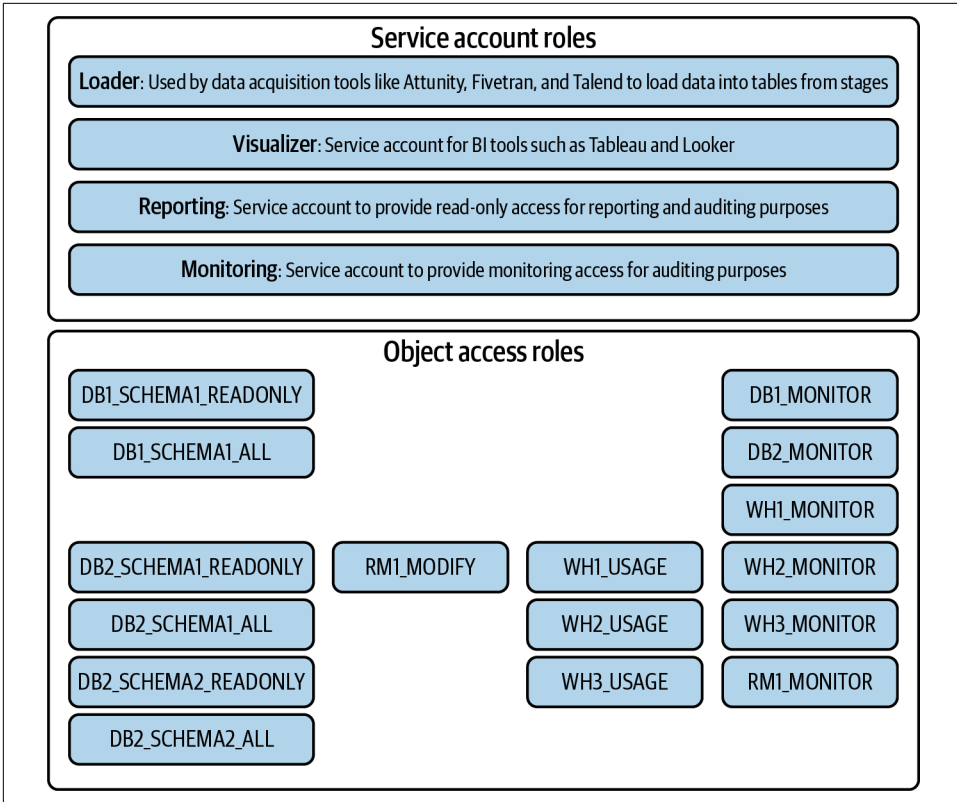 Service account roles
Loader: Used by data acquisition tools like Attunity, Fivetran, and Talend to load data into tables from stages
Visualizer: Service account for BI tools such as Tableau and Looker
Reporting: Service account to provide read-only access for reporting and auditing purposes
Monitoring: Service account to provide monitoring access for auditing purposes
Object access roles
DB1_SCHEMA1_READONLY
DB1_MONITOR
DB1_SCHEMA1_ALL
DB2_MONITOR
WH1_MONITOR
DB2_SCHEMA1_READONLY
RM1_MODIFY
WH1_USAGE
WH2_MONITOR
DB2_SCHEMA1_ALL
WH2_USAGE
WH3_MONITOR
DB2_SCHEMA2_READONLY
WH3_USAGE
RM1_MONITOR
DB2_SCHEMA2_ALL